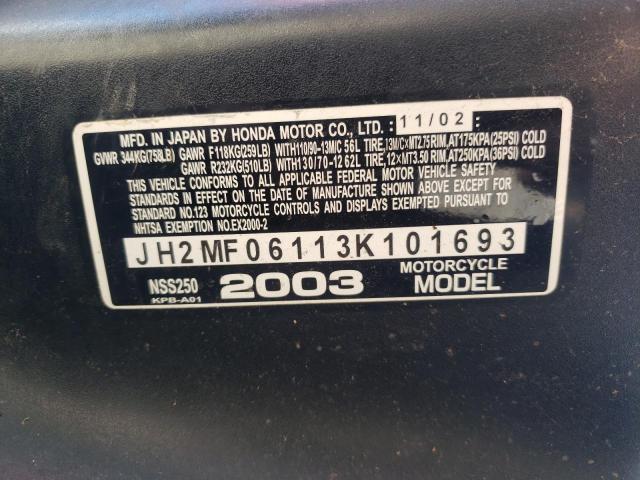 MFD. IN JAPAN BY HONDA MOTOR CO., LTD.: 11/02 :
GVWR. 344KG(758LB) GAWR F118KG(259LB) WITH110/90-13M/C 56L TIRE,13M/C×MT2.75RIM,AT175KPA(25PSI) COLD
GAWR R232KG(510LB) WITH130/70-12 62L TIRE,12×MT3.50 RIM,AT250KPA(36PSI) COLD
THIS VEHICLE CONFORMS TO ALL APPLICABLE FEDERAL MOTOR VEHICLE SAFETY
STANDARDS IN EFFECT ON THE DATE OF MANUFACTURE SHOWN ABOVE EXCEPT FOR
STANDARD NO.123 MOTORCYCLE CONTROLS AND DISPLAYS EXEMPTED PURSUANT TO
NHTSA EXEMPTION NO.EX2000-2
JH2MF06113K101693
NSS250 2003 MOTORCYCLE
KPB-A01 MODEL